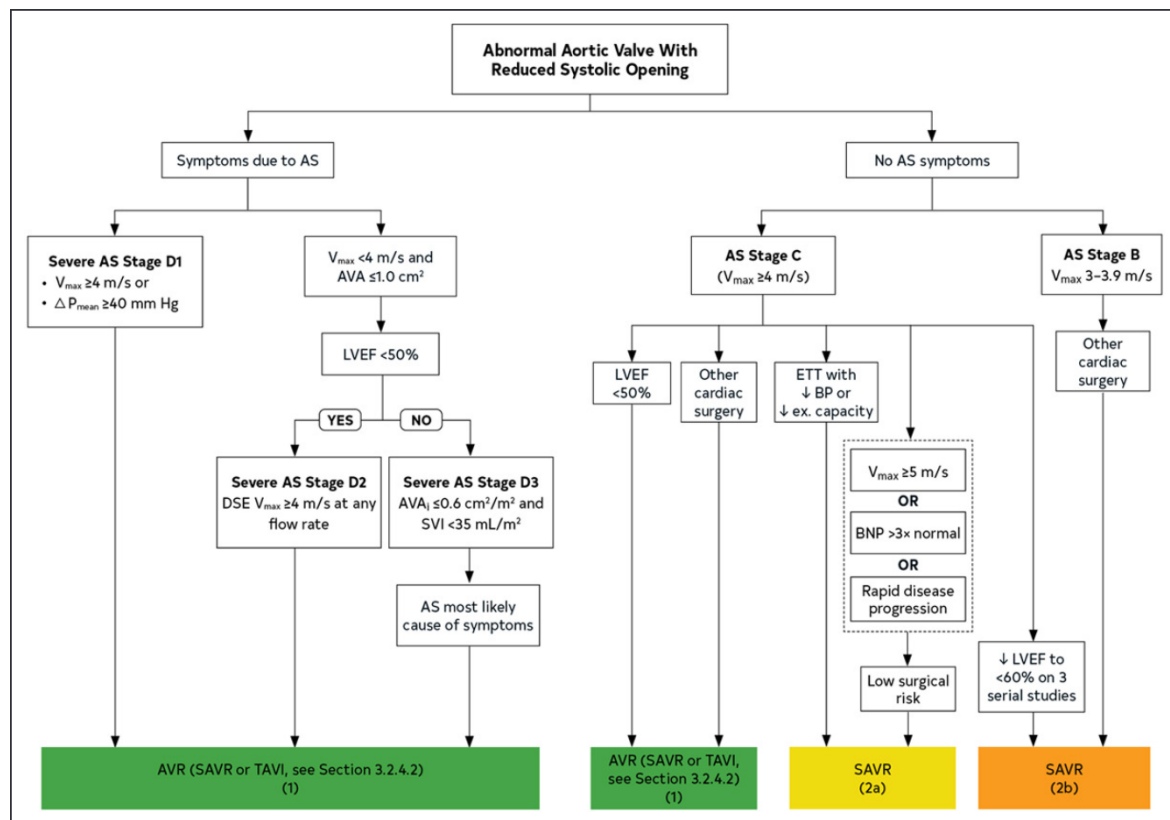 Abnormal Aortic Valve With
Reduced Systolic Opening
Symptoms due to AS
No AS symptoms
Severe AS Stage D1
• Vmax ≥4 m/s or
• △ Pmean ≥40 mm Hg
Vmax <4 m/s and
AVA ≤1.0 cm²
AS Stage C
(Vmax ≥4 m/s)
AS Stage B
Vmax 3–3.9 m/s
LVEF <50%
YES
NO
Severe AS Stage D2
DSE Vmax ≥4 m/s at any
flow rate
Severe AS Stage D3
AVAi ≤0.6 cm²/m² and
SVI <35 mL/m²
AS most likely
cause of symptoms
LVEF
<50%
Other
cardiac
surgery
ETT with
↓ BP or
↓ ex. capacity
Vmax ≥5 m/s
OR
BNP >3× normal
OR
Rapid disease
progression
Low surgical
risk
↓ LVEF to
<60% on 3
serial studies
Other
cardiac
surgery
AVR (SAVR or TAVI, see Section 3.2.4.2)
(1)
AVR (SAVR or TAVI,
see Section 3.2.4.2)
(1)
SAVR
(2a)
SAVR
(2b)